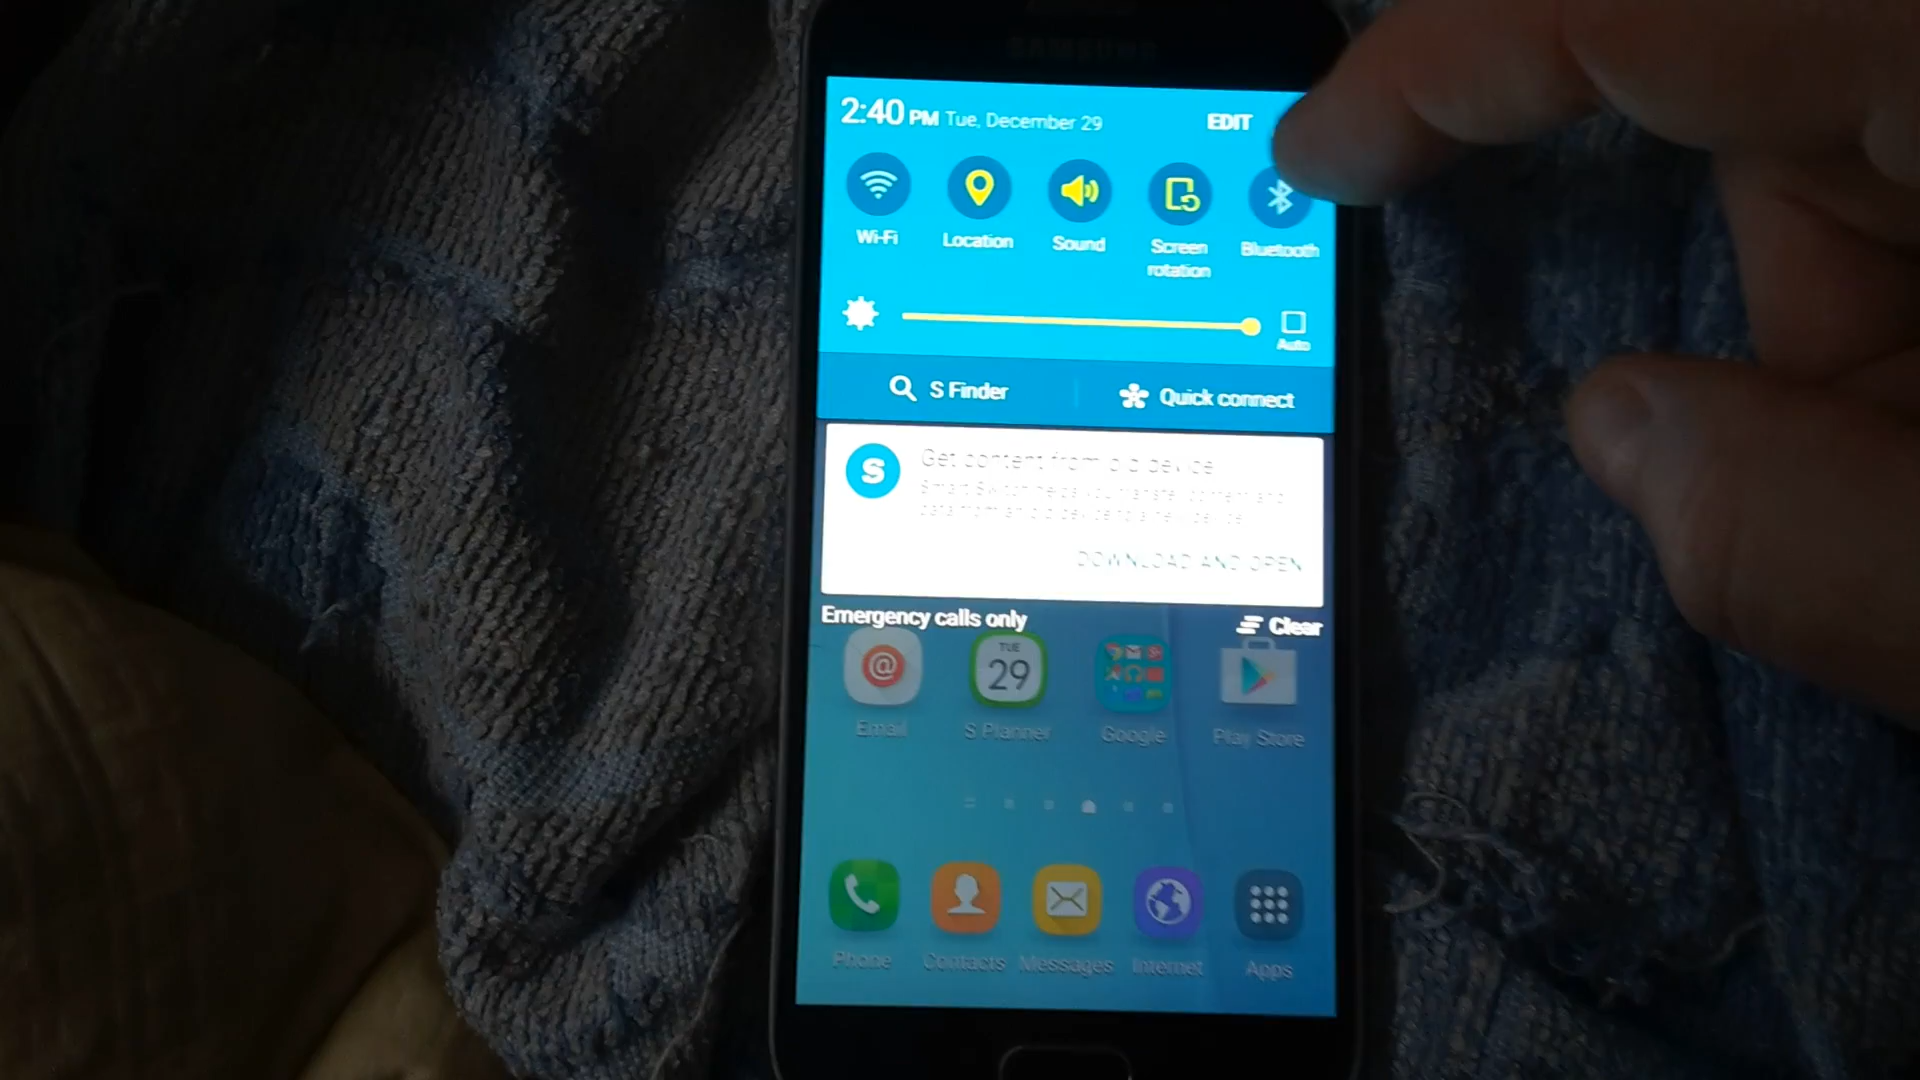 SAMSUNG
2:40 PM Tue, December 29 EDIT
Wi-Fi Location Sound Screen rotation Bluetooth
Auto
S Finder Quick connect
S Get content from old device
Smart Switch helps you transfer content and
data from an old device to a new device.
DOWNLOAD AND OPEN
Emergency calls only Clear
@ TUE 29
Email S Planner Google Play Store
Phone Contacts Messages Internet Apps